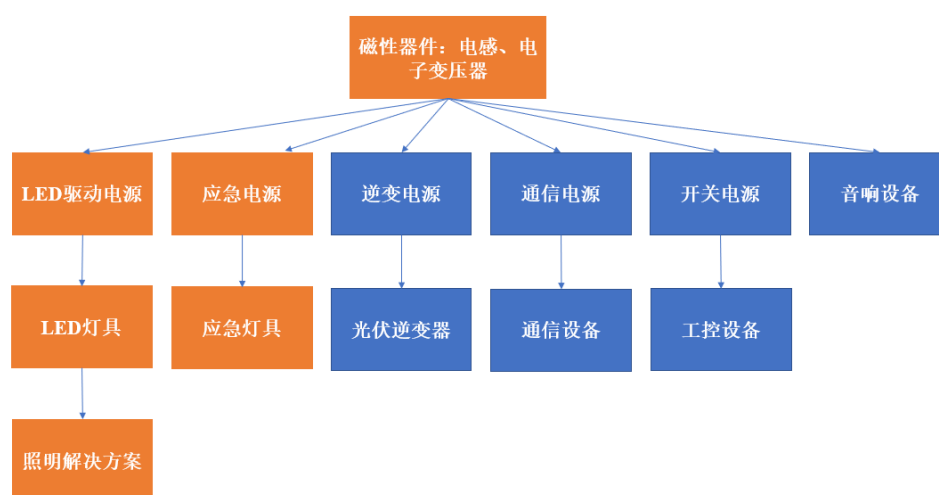 磁性器件：电感、电
子变压器
LED驱动电源
应急电源
逆变电源
通信电源
开关电源
音响设备
LED灯具
应急灯具
光伏逆变器
通信设备
工控设备
照明解决方案